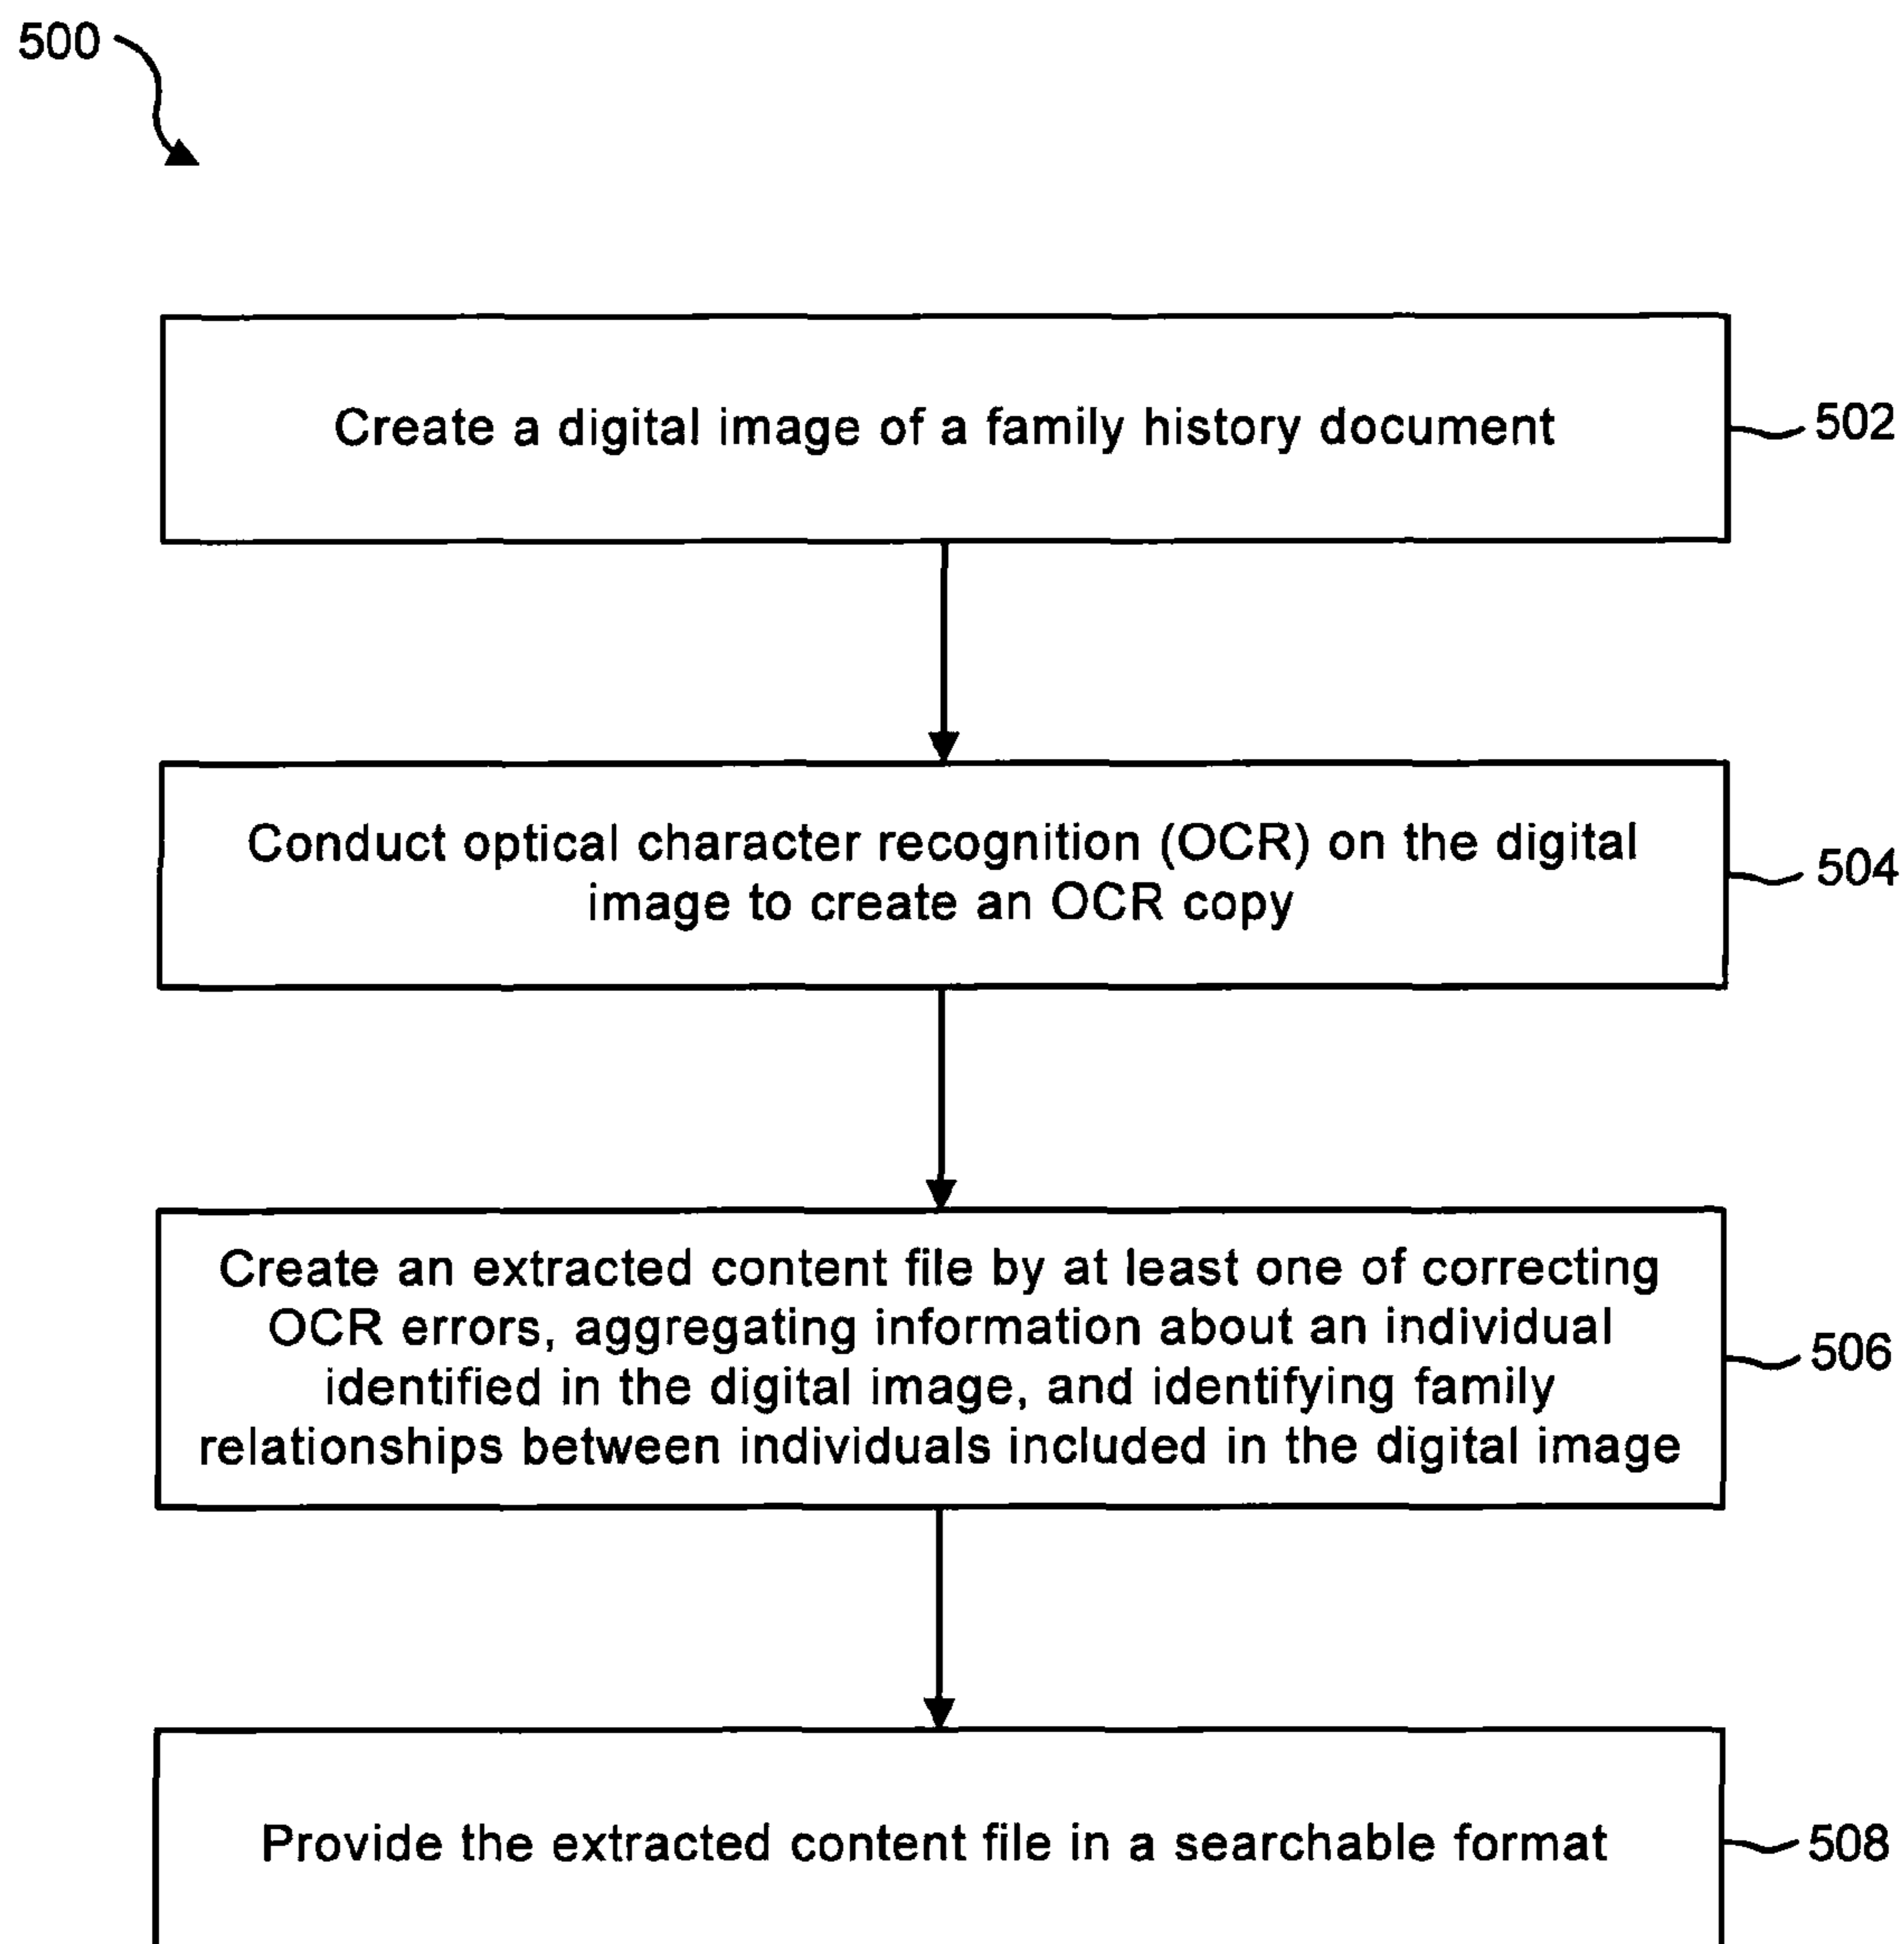 500
Create a digital image of a family history document
502
Conduct optical character recognition (OCR) on the digital
image to create an OCR copy
504
Create an extracted content file by at least one of correcting
OCR errors, aggregating information about an individual
identified in the digital image, and identifying family
relationships between individuals included in the digital image
506
Provide the extracted content file in a searchable format
508